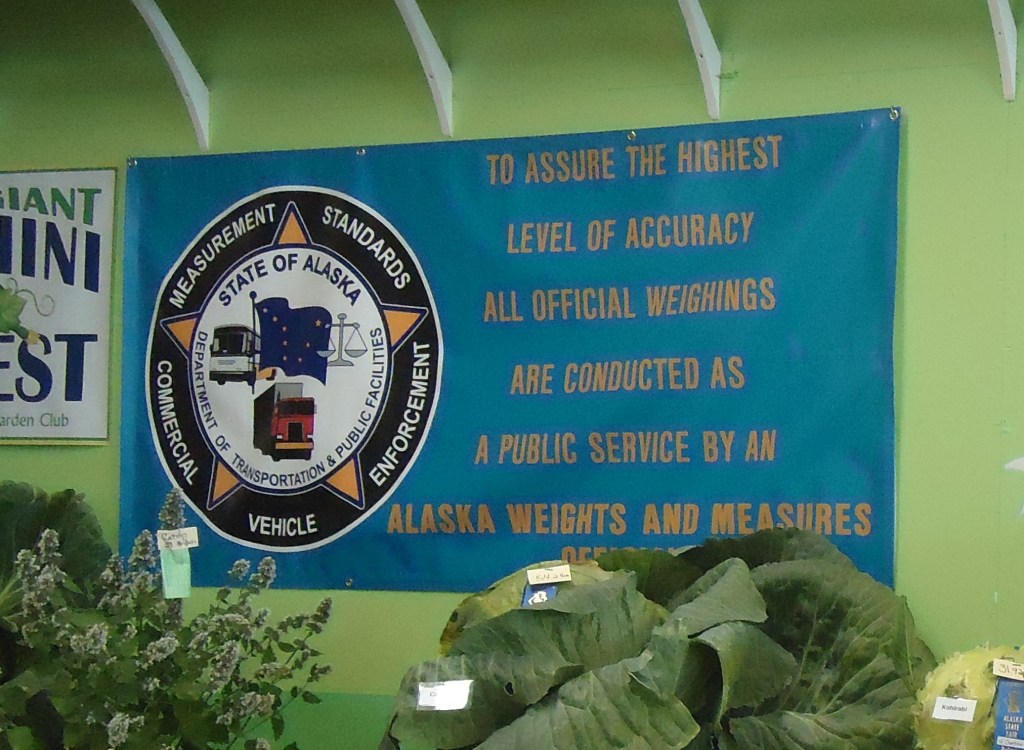 GIANT
MINI
EST
arden Club
MEASUREMENT STANDARDS
STATE OF ALASKA
DEPARTMENT OF TRANSPORTATION & PUBLIC FACILITIES
COMMERCIAL VEHICLE ENFORCEMENT
TO ASSURE THE HIGHEST
LEVEL OF ACCURACY
ALL OFFICIAL WEIGHINGS
ARE CONDUCTED AS
A PUBLIC SERVICE BY AN
ALASKA WEIGHTS AND MEASURES
Kohlrabi
ALASKA
STATE
FAIR